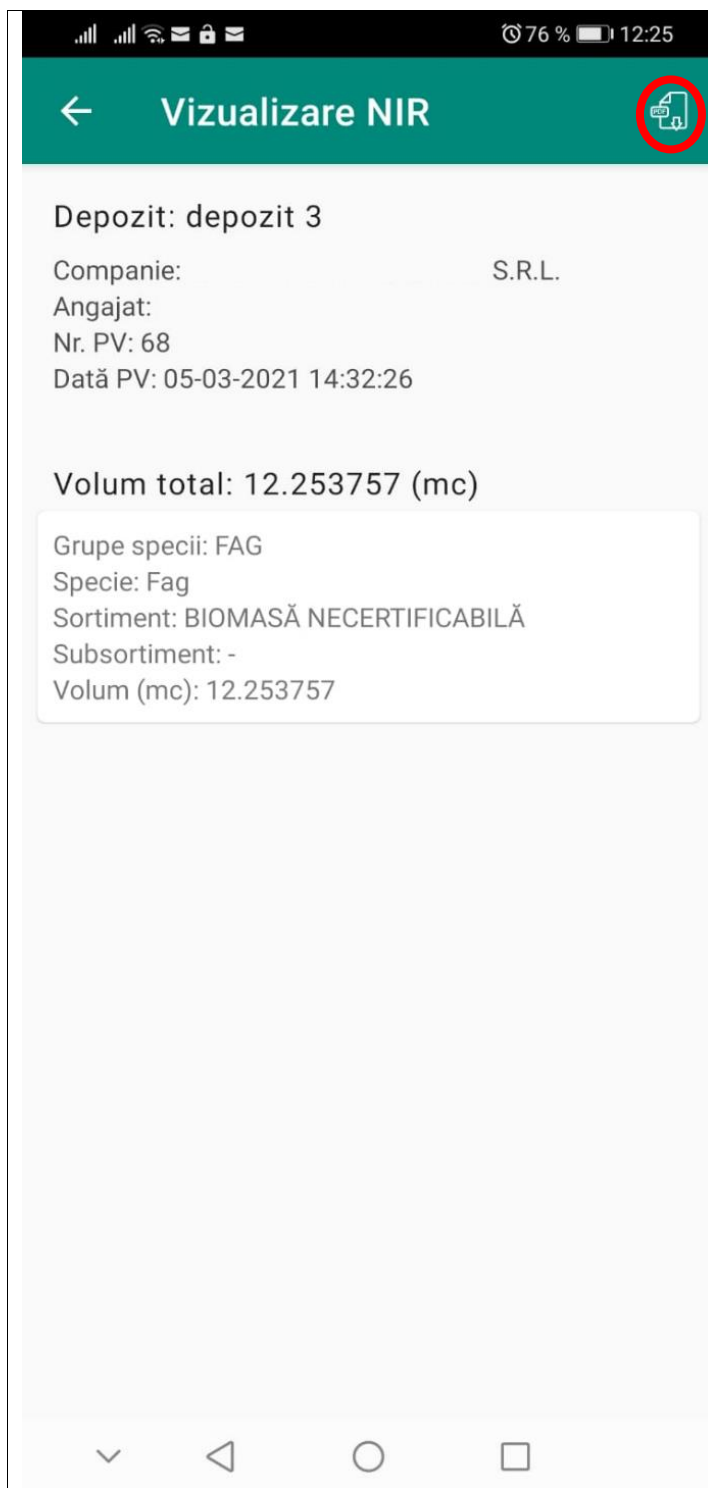 76 % 12:25
Vizualizare NIR
PDF
Depozit: depozit 3
Companie: S.R.L.
Angajat:
Nr. PV: 68
Dată PV: 05-03-2021 14:32:26
Volum total: 12.253757 (mc)
Grupe specii: FAG
Specie: Fag
Sortiment: BIOMASĂ NECERTIFICABILĂ
Subsortiment: -
Volum (mc): 12.253757